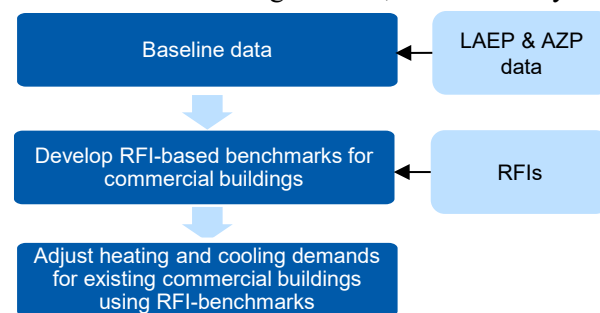 Baseline data
LAEP & AZP
data
Develop RFI-based benchmarks for
commercial buildings
RFIs
Adjust heating and cooling demands
for existing commercial buildings
using RFI-benchmarks